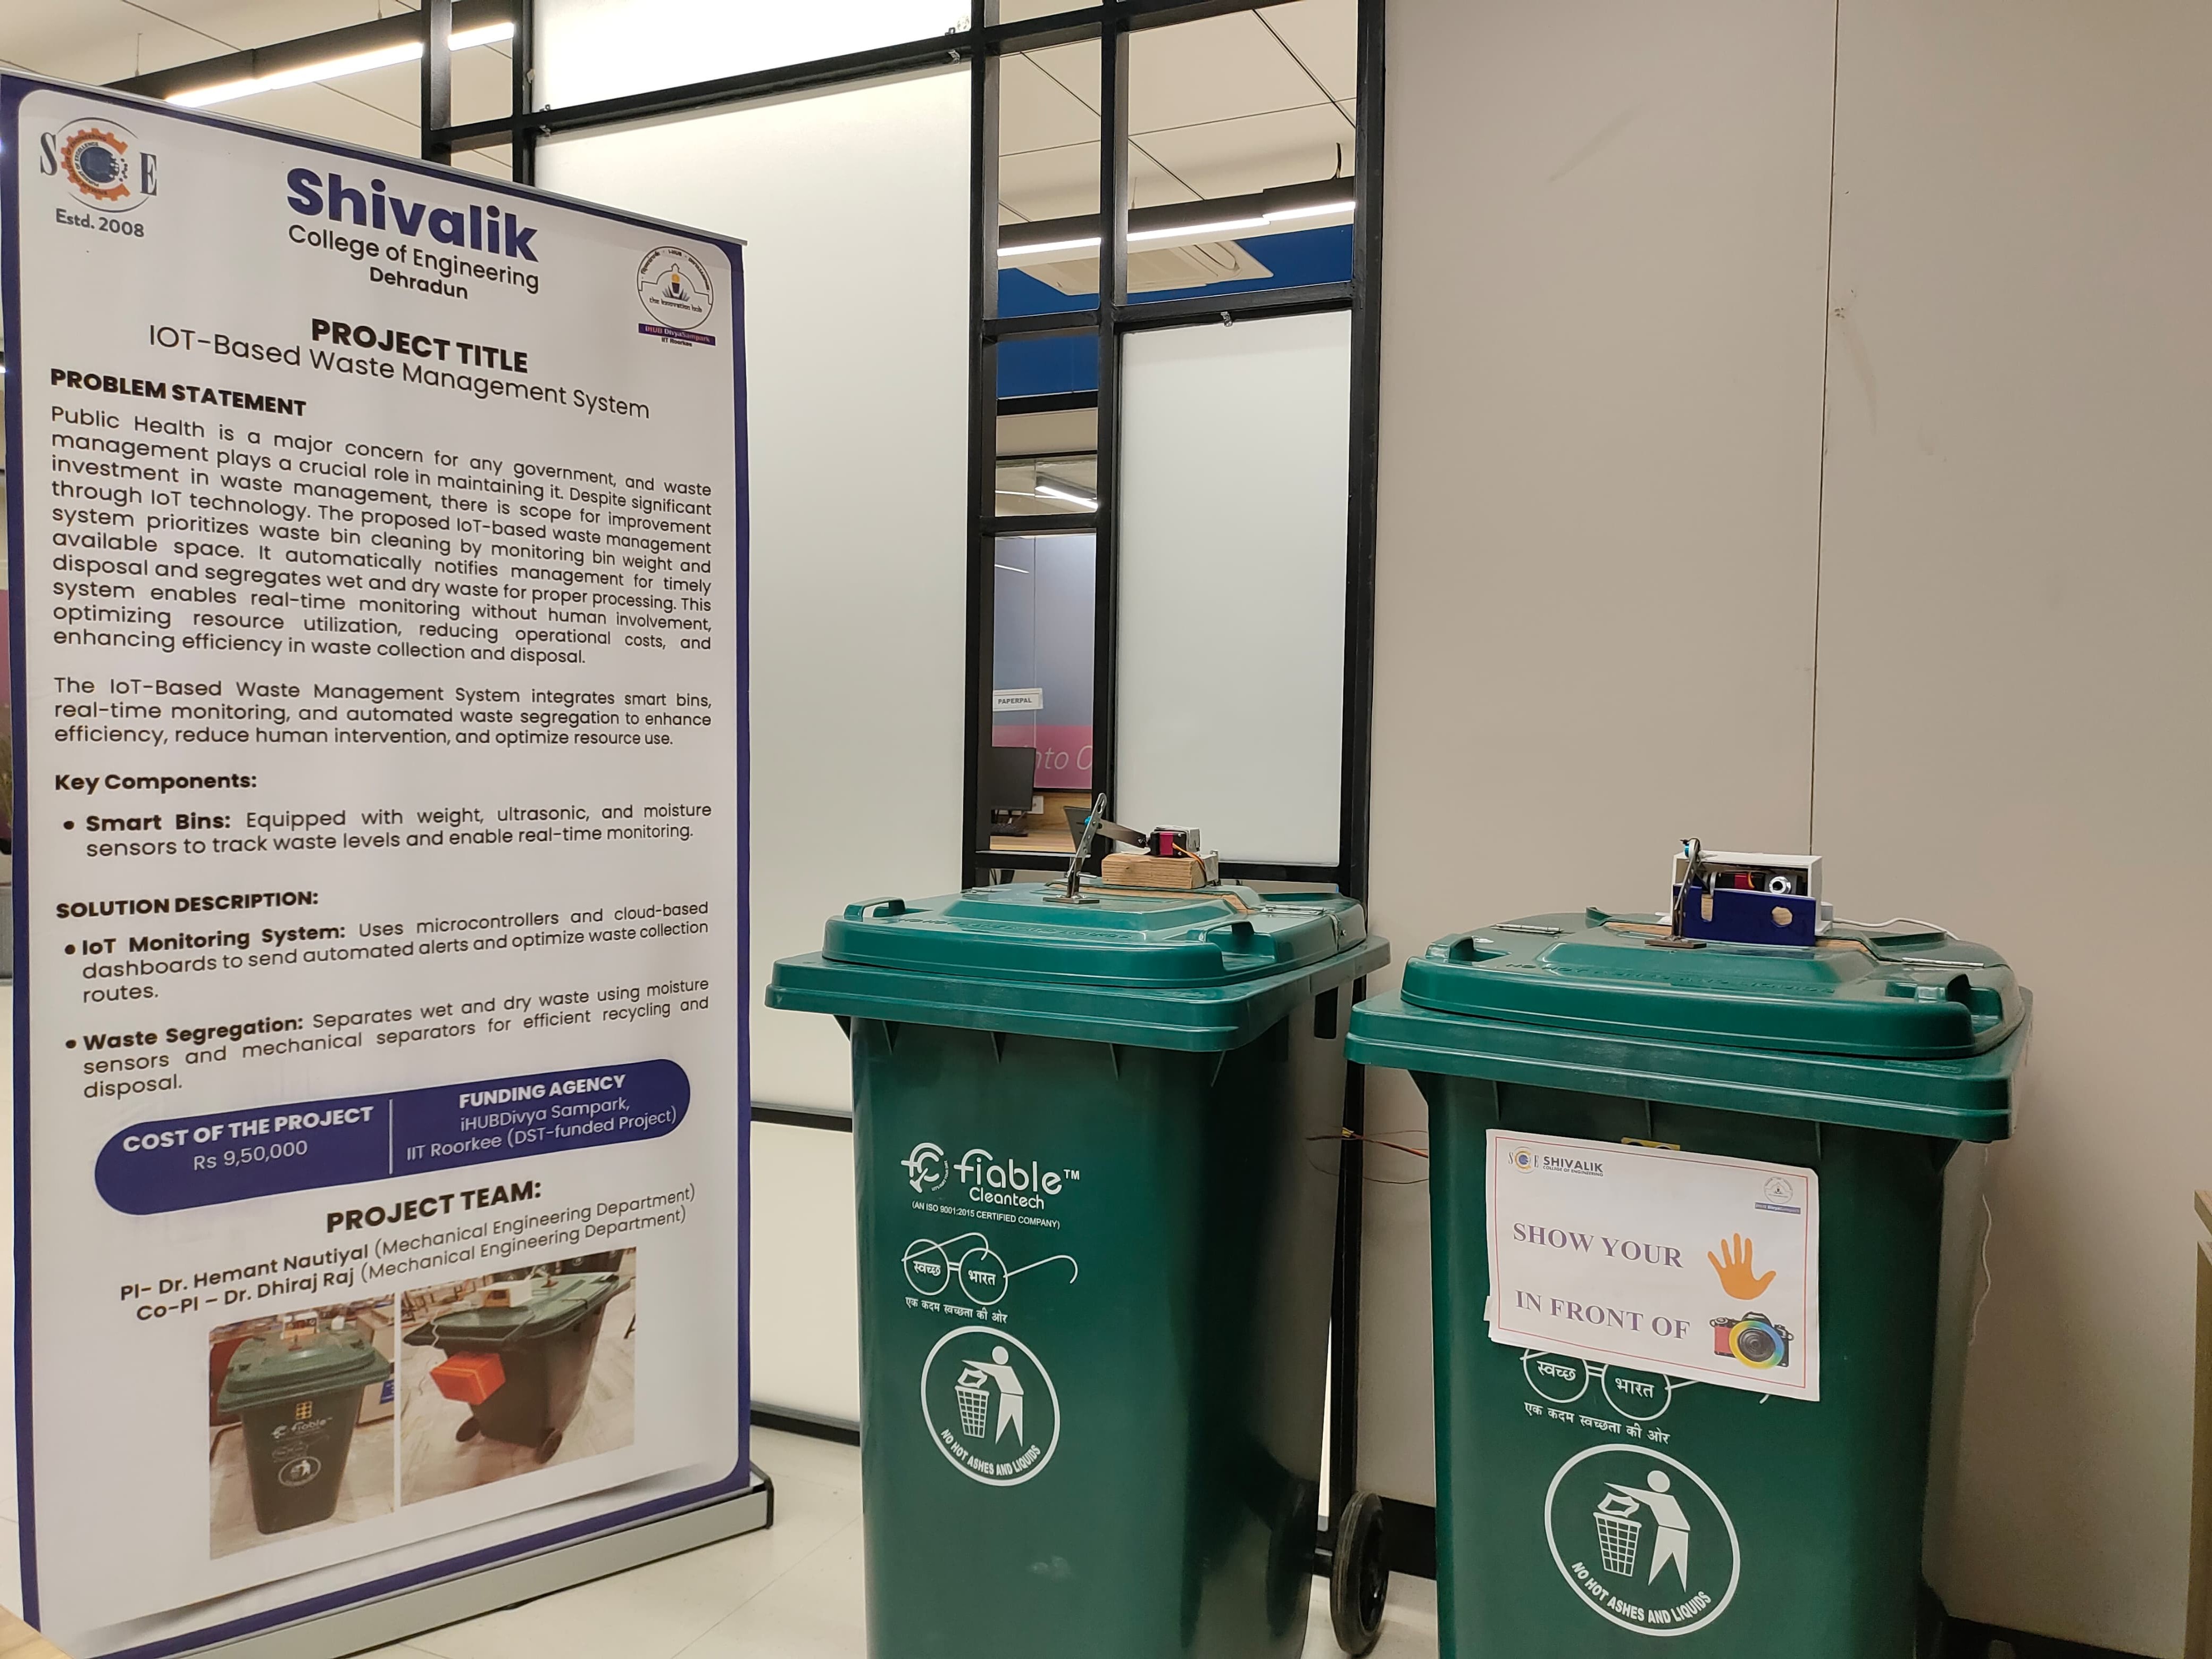 S E
Estd. 2008
Shivalik
College of Engineering
Dehradun
the innovation hub
iHUB DivyaSampark
IIT Roorkee
PROJECT TITLE
IOT-Based Waste Management System
PROBLEM STATEMENT
Public Health is a major concern for any government, and waste
management plays a crucial role in maintaining it. Despite significant
investment in waste management, there is scope for improvement
through IoT technology. The proposed IoT-based waste management
system prioritizes waste bin cleaning by monitoring bin weight and
available space. It automatically notifies management for timely
disposal and segregates wet and dry waste for proper processing. This
system enables real-time monitoring without human involvement,
optimizing resource utilization, reducing operational costs, and
enhancing efficiency in waste collection and disposal.
The IoT-Based Waste Management System integrates smart bins,
real-time monitoring, and automated waste segregation to enhance
efficiency, reduce human intervention, and optimize resource use.
Key Components:
• Smart Bins: Equipped with weight, ultrasonic, and moisture
sensors to track waste levels and enable real-time monitoring.
SOLUTION DESCRIPTION:
• IoT Monitoring System: Uses microcontrollers and cloud-based
dashboards to send automated alerts and optimize waste collection
routes.
• Waste Segregation: Separates wet and dry waste using moisture
sensors and mechanical separators for efficient recycling and
disposal.
COST OF THE PROJECT
Rs 9,50,000
FUNDING AGENCY
iHUBDivya Sampark,
IIT Roorkee (DST-funded Project)
PROJECT TEAM:
PI- Dr. Hemant Nautiyal (Mechanical Engineering Department)
Co-PI – Dr. Dhiraj Raj (Mechanical Engineering Department)
fiable
PAPERPAL
nto
fiable™
Cleantech
(AN ISO 9001:2015 CERTIFIED COMPANY)
स्वच्छ भारत
एक कदम स्वच्छता की ओर
NO HOT ASHES AND LIQUIDS
SHIVALIK
COLLEGE OF ENGINEERING
SHOW YOUR
IN FRONT OF
स्वच्छ भारत
एक कदम स्वच्छता की ओर
NO HOT ASHES AND LIQUIDS